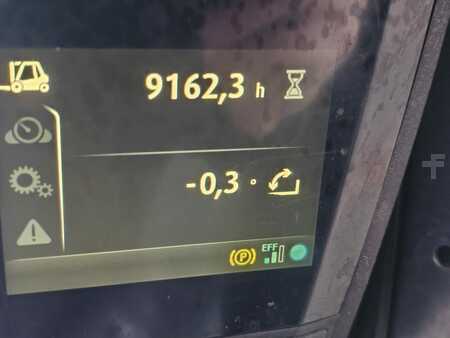 9162,3 h
-0,3 °
(P) EFF